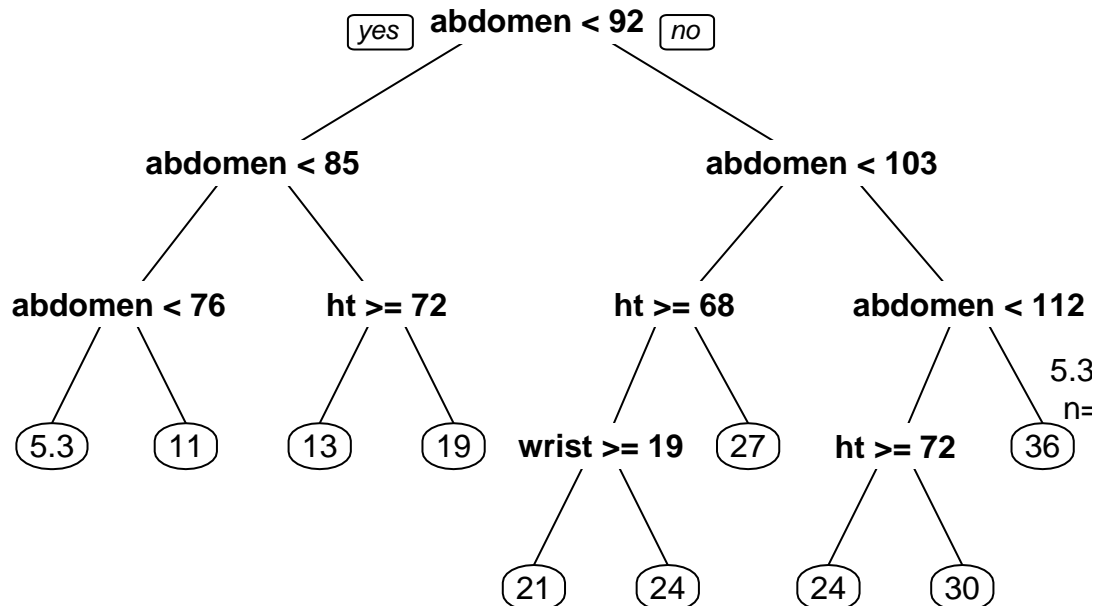 yes abdomen < 92 no
abdomen < 85 abdomen < 103
abdomen < 76 ht >= 72 ht >= 68 abdomen < 112
5.3
n=
5.3 11 13 19 wrist >= 19 27 ht >= 72 36
21 24 24 30